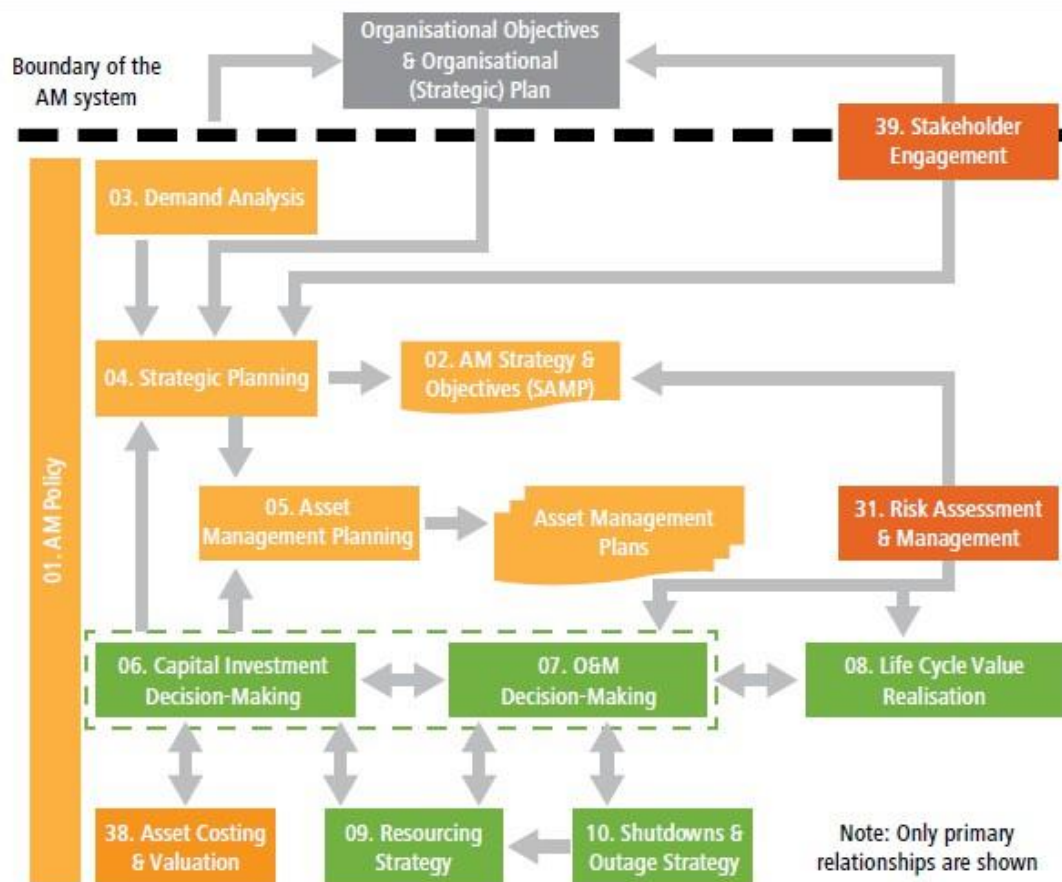 Organisational Objectives
& Organisational
(Strategic) Plan
Boundary of the
AM system
39. Stakeholder
Engagement
03. Demand Analysis
04. Strategic Planning
02. AM Strategy &
Objectives (SAMP)
01. AM Policy
05. Asset
Management Planning
Asset Management
Plans
31. Risk Assessment
& Management
06. Capital Investment
Decision-Making
07. O&M
Decision-Making
08. Life Cycle Value
Realisation
38. Asset Costing
& Valuation
09. Resourcing
Strategy
10. Shutdowns &
Outage Strategy
Note: Only primary
relationships are shown